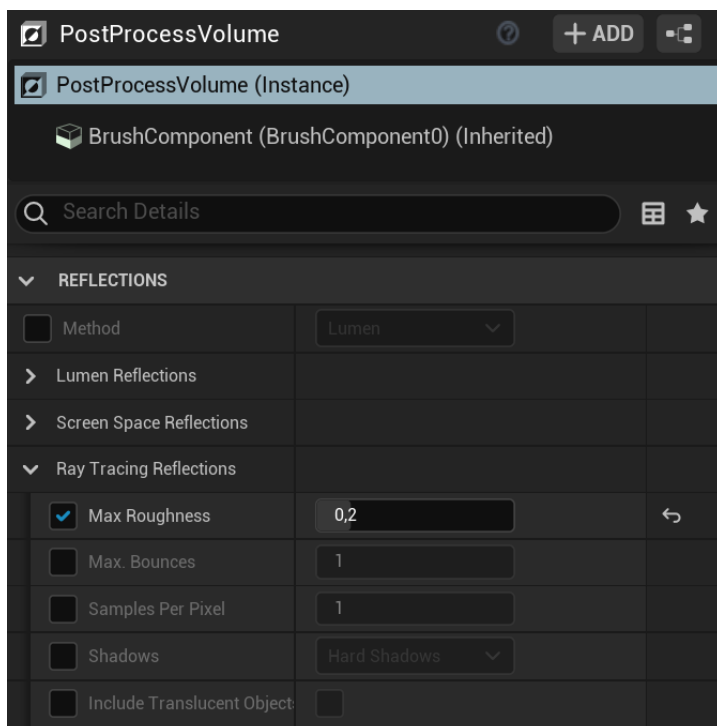 PostProcessVolume
+ ADD
PostProcessVolume (Instance)
BrushComponent (BrushComponent0) (Inherited)
Search Details
REFLECTIONS
Method Lumen
Lumen Reflections
Screen Space Reflections
Ray Tracing Reflections
Max Roughness 0,2
Max. Bounces 1
Samples Per Pixel 1
Shadows Hard Shadows
Include Translucent Object